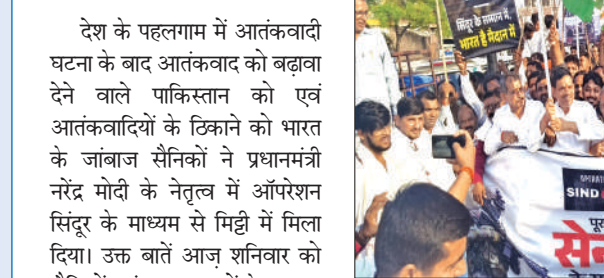 देश के पहलगाम में आतंकवादी
घटना के बाद आतंकवाद को बढ़ावा
देने वाले पाकिस्तान को एवं
आतंकवादियों के ठिकाने को भारत
के जांबाज सैनिकों ने प्रधानमंत्री
नरेंद्र मोदी के नेतृत्व में ऑपरेशन
सिंदूर के माध्यम से मिट्टी में मिला
दिया। उक्त बातें आज़ शनिवार को
सिंदूर के सम्मान में,
भारत है मैदान में
SIND